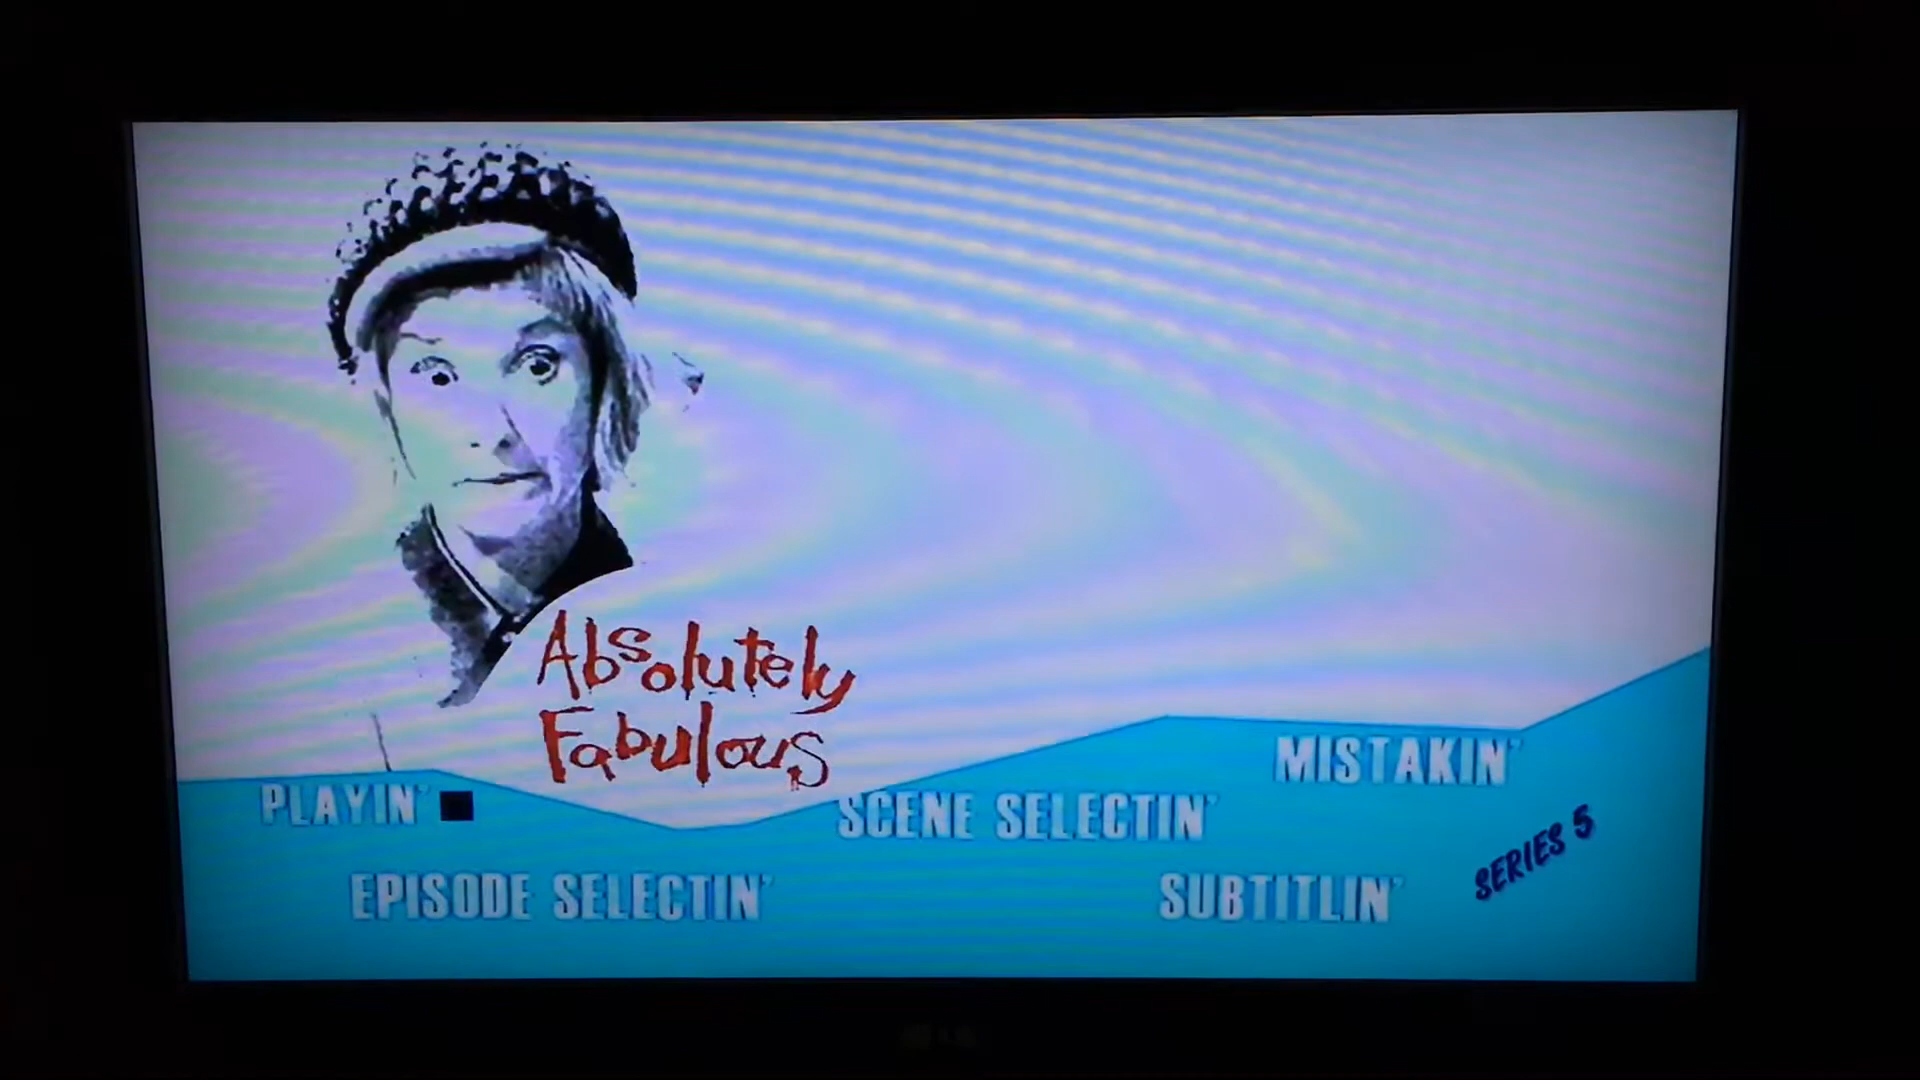 Absolutely
Fabulous
MISTAKIN'
PLAYIN'
SCENE SELECTIN'
SERIES 5
EPISODE SELECTIN'
SUBTITLIN'